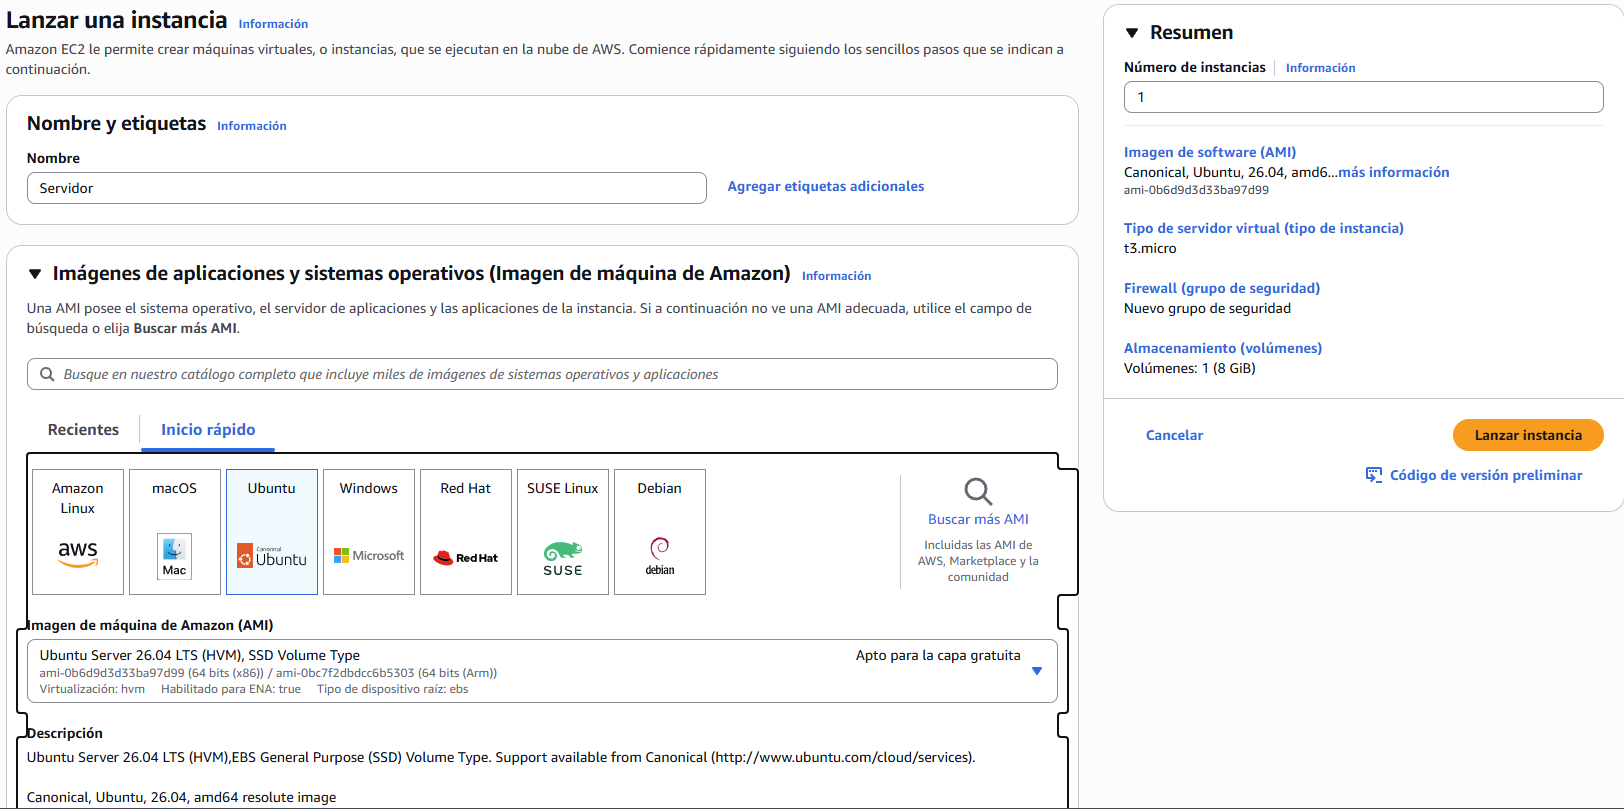 Lanzar una instancia Información
Amazon EC2 le permite crear máquinas virtuales, o instancias, que se ejecutan en la nube de AWS. Comience rápidamente siguiendo los sencillos pasos que se indican a
continuación.
Nombre y etiquetas Información
Nombre
Servidor
Agregar etiquetas adicionales
Imágenes de aplicaciones y sistemas operativos (Imagen de máquina de Amazon) Información
Una AMI posee el sistema operativo, el servidor de aplicaciones y las aplicaciones de la instancia. Si a continuación no ve una AMI adecuada, utilice el campo de
búsqueda o elija Buscar más AMI.
Busque en nuestro catálogo completo que incluye miles de imágenes de sistemas operativos y aplicaciones
Recientes
Inicio rápido
Amazon
Linux
aws
macOS
Mac
Ubuntu
Canonical
Ubuntu
Windows
Microsoft
Red Hat
Red Hat
SUSE Linux
SUSE
Debian
debian
Buscar más AMI
Incluidas las AMI de
AWS, Marketplace y la
comunidad
Imagen de máquina de Amazon (AMI)
Ubuntu Server 26.04 LTS (HVM), SSD Volume Type
Apto para la capa gratuita
ami-0b6d9d3d33ba97d99 (64 bits (x86)) / ami-0bc7f2dbdcc6b5303 (64 bits (Arm))
Virtualización: hvm Habilitado para ENA: true Tipo de dispositivo raíz: ebs
Descripción
Ubuntu Server 26.04 LTS (HVM),EBS General Purpose (SSD) Volume Type. Support available from Canonical (http://www.ubuntu.com/cloud/services).
Canonical, Ubuntu, 26.04, amd64 resolute image
Resumen
Número de instancias Información
1
Imagen de software (AMI)
Canonical, Ubuntu, 26.04, amd6...más información
ami-0b6d9d3d33ba97d99
Tipo de servidor virtual (tipo de instancia)
t3.micro
Firewall (grupo de seguridad)
Nuevo grupo de seguridad
Almacenamiento (volúmenes)
Volúmenes: 1 (8 GiB)
Cancelar
Lanzar instancia
Código de versión preliminar